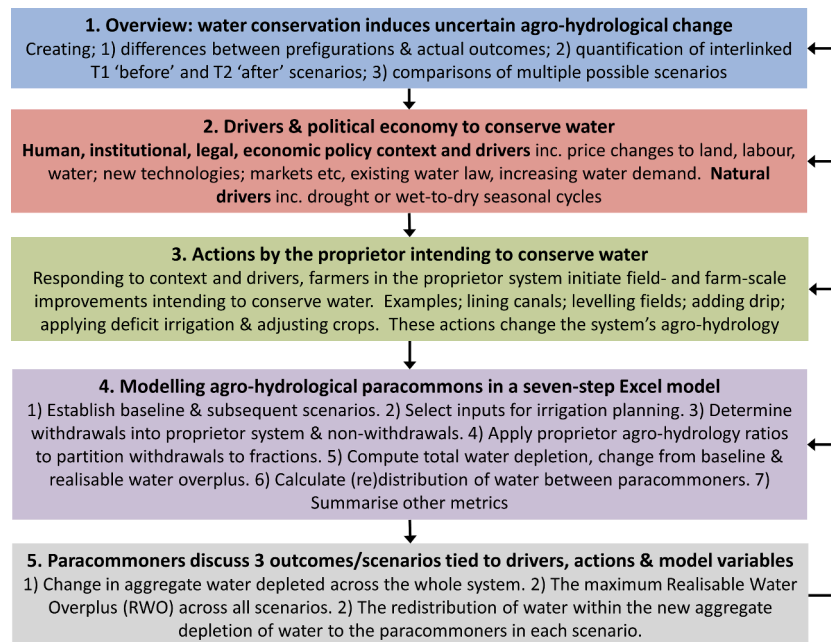 1. Overview: water conservation induces uncertain agro-hydrological change
Creating; 1) differences between prefigurations & actual outcomes; 2) quantification of interlinked
T1 ‘before’ and T2 ‘after’ scenarios; 3) comparisons of multiple possible scenarios
2. Drivers & political economy to conserve water
Human, institutional, legal, economic policy context and drivers inc. price changes to land, labour,
water; new technologies; markets etc, existing water law, increasing water demand. Natural
drivers inc. drought or wet-to-dry seasonal cycles
3. Actions by the proprietor intending to conserve water
Responding to context and drivers, farmers in the proprietor system initiate field- and farm-scale
improvements intending to conserve water. Examples; lining canals; levelling fields; adding drip;
applying deficit irrigation & adjusting crops. These actions change the system’s agro-hydrology
4. Modelling agro-hydrological paracommons in a seven-step Excel model
1) Establish baseline & subsequent scenarios. 2) Select inputs for irrigation planning. 3) Determine
withdrawals into proprietor system & non-withdrawals. 4) Apply proprietor agro-hydrology ratios
to partition withdrawals to fractions. 5) Compute total water depletion, change from baseline &
realisable water overplus. 6) Calculate (re)distribution of water between paracommoners. 7)
Summarise other metrics
5. Paracommoners discuss 3 outcomes/scenarios tied to drivers, actions & model variables
1) Change in aggregate water depleted across the whole system. 2) The maximum Realisable Water
Overplus (RWO) across all scenarios. 2) The redistribution of water within the new aggregate
depletion of water to the paracommoners in each scenario.